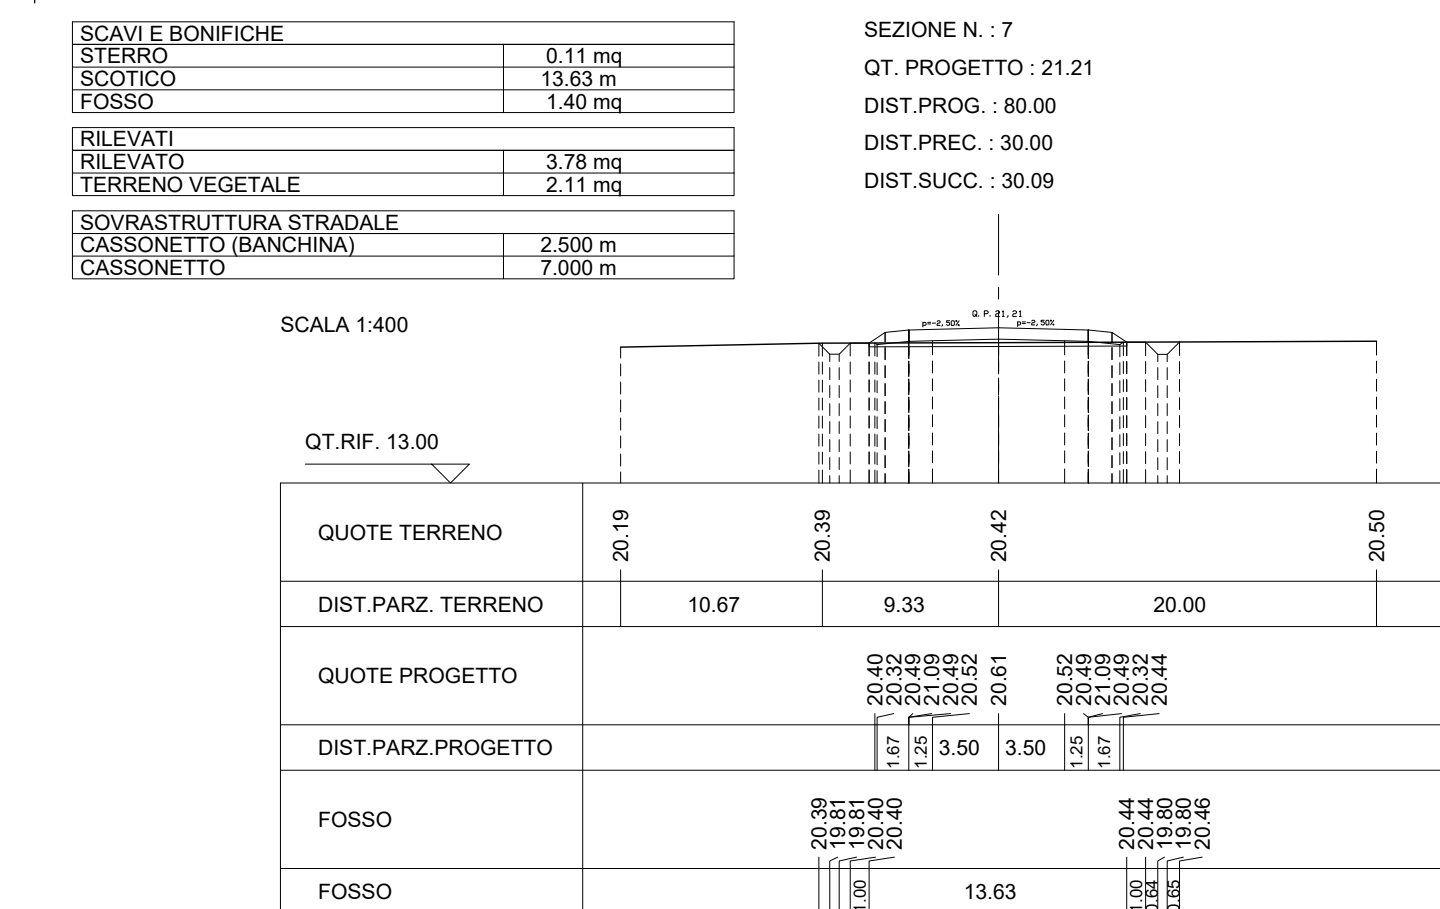 SCAVI E BONIFICHE
STERRO 0.11 mq
SCOTICO 13.63 m
FOSSO 1.40 mq
RILEVATI
RILEVATO 3.78 mq
TERRENO VEGETALE 2.11 mq
SOVRASTRUTTURA STRADALE
CASSONETTO (BANCHINA) 2.500 m
CASSONETTO 7.000 m
SEZIONE N. : 7
QT. PROGETTO : 21.21
DIST.PROG. : 80.00
DIST.PREC. : 30.00
DIST.SUCC. : 30.09
SCALA 1:400
Q. P. 21,21
p=-2,50% p=-2,50%
QT.RIF. 13.00
QUOTE TERRENO 20.19 20.39 20.42 20.50
DIST.PARZ. TERRENO 10.67 9.33 20.00
QUOTE PROGETTO 20.40 20.32 20.49 21.09 20.49 20.52 20.61 20.52 20.49 21.09 20.49 20.32 20.44
DIST.PARZ.PROGETTO 1.67 1.25 3.50 3.50 1.25 1.67
FOSSO 20.39 19.81 19.81 20.40 20.40 20.44 20.44 19.80 19.80 20.46
FOSSO 1.00 13.63 1.00 0.64 0.65